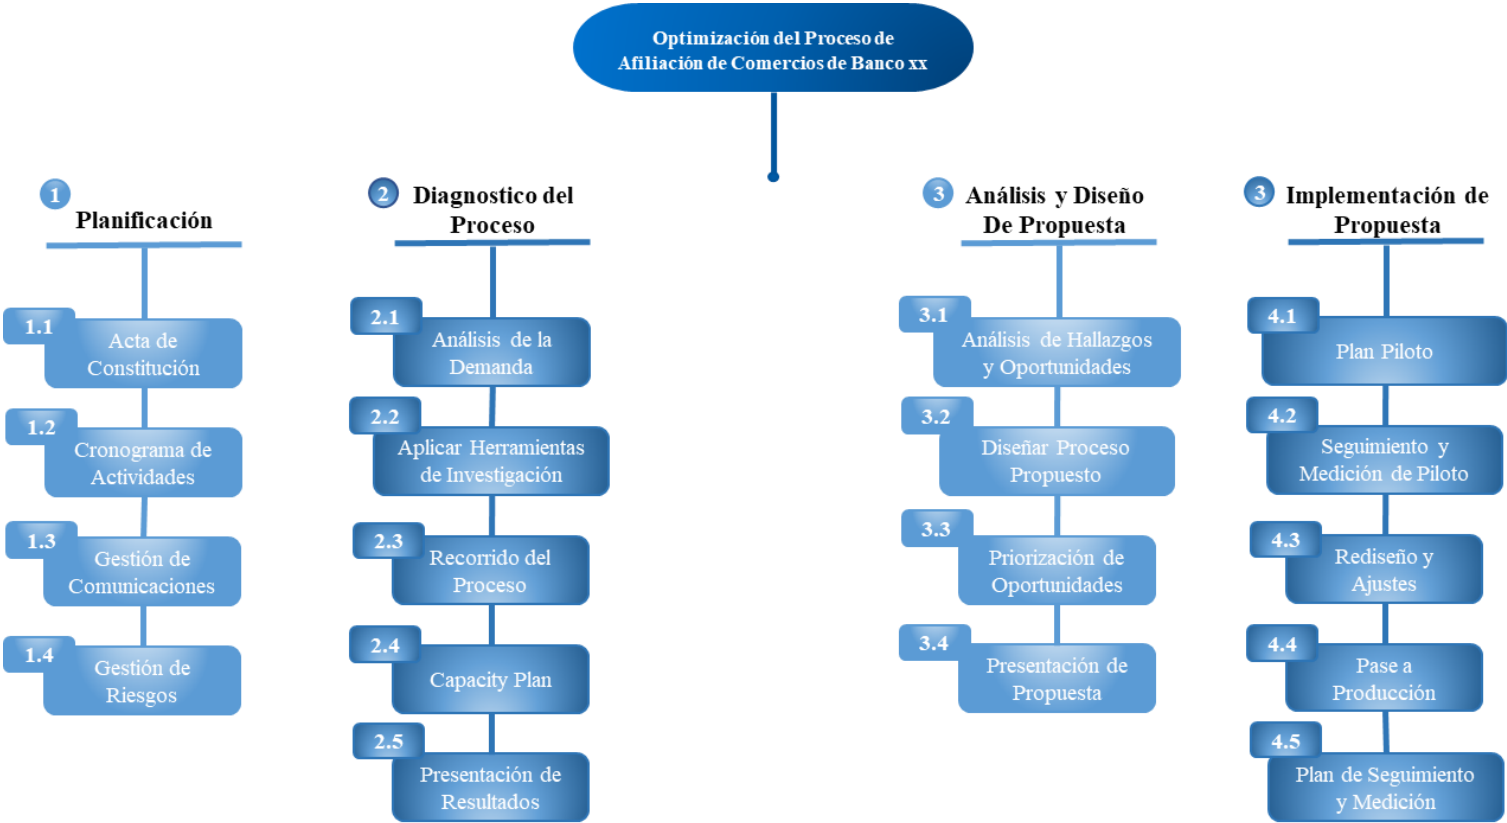 Optimización del Proceso de
Afiliación de Comercios de Banco xx
1
Planificación
1.1
Acta de
Constitución
1.2
Cronograma de
Actividades
1.3
Gestión de
Comunicaciones
1.4
Gestión de
Riesgos
2
Diagnostico del
Proceso
2.1
Análisis de la
Demanda
2.2
Aplicar Herramientas
de Investigación
2.3
Recorrido del
Proceso
2.4
Capacity Plan
2.5
Presentación de
Resultados
3
Análisis y Diseño
De Propuesta
3.1
Análisis de Hallazgos
y Oportunidades
3.2
Diseñar Proceso
Propuesto
3.3
Priorización de
Oportunidades
3.4
Presentación de
Propuesta
3
Implementación de
Propuesta
4.1
Plan Piloto
4.2
Seguimiento y
Medición de Piloto
4.3
Rediseño y
Ajustes
4.4
Pase a
Producción
4.5
Plan de Seguimiento
y Medición